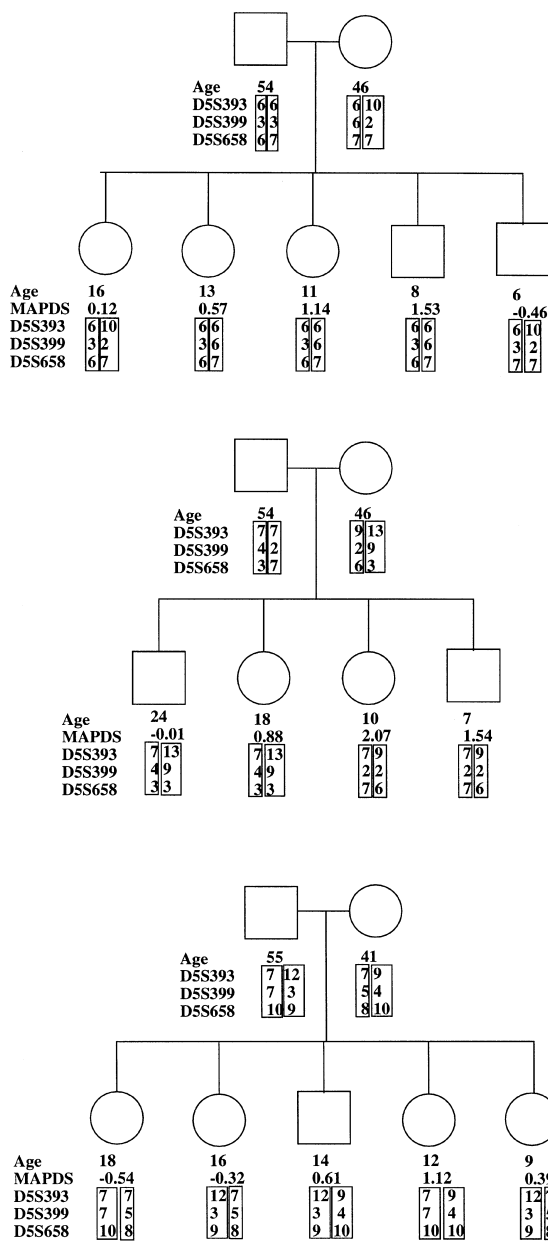 Age 54 46
D5S393 6 6 6 10
D5S399 3 3 6 2
D5S658 6 7 7 7
Age 16 13 11 8 6
MAPDS 0.12 0.57 1.14 1.53 -0.46
D5S393 6 10 6 6 6 6 6 6 6 10
D5S399 3 2 3 6 3 6 3 6 3 2
D5S658 6 7 6 7 6 7 6 7 7 7
Age 54 46
D5S393 7 7 9 13
D5S399 4 2 2 9
D5S658 3 7 6 3
Age 24 18 10 7
MAPDS -0.01 0.88 2.07 1.54
D5S393 7 13 7 13 7 9 7 9
D5S399 4 9 4 9 2 2 2 2
D5S658 3 3 3 3 7 6 7 6
Age 55 41
D5S393 7 12 7 9
D5S399 7 3 5 4
D5S658 10 9 8 10
Age 18 16 14 12 9
MAPDS -0.54 -0.32 0.61 1.12
D5S393 7 7 12 7 12 9 7 9 12
D5S399 7 5 3 5 3 4 7 4 3
D5S658 10 8 9 8 9 10 10 10 9